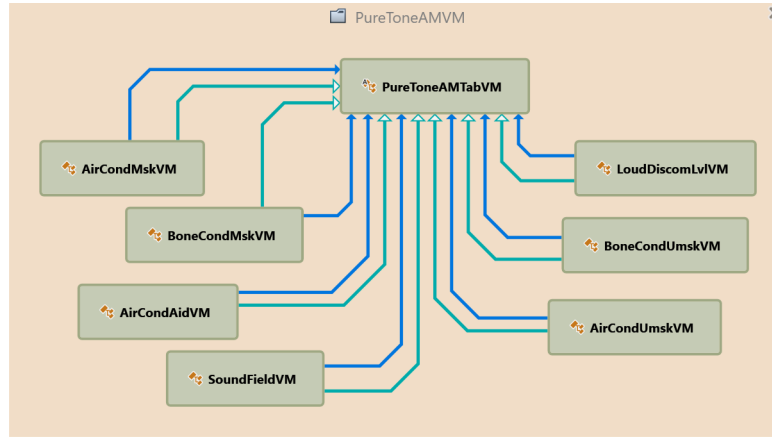 PureToneAMVM
PureToneAMTabVM
AirCondMskVM
LoudDiscomLvlVM
BoneCondMskVM
BoneCondUmskVM
AirCondAidVM
AirCondUmskVM
SoundFieldVM